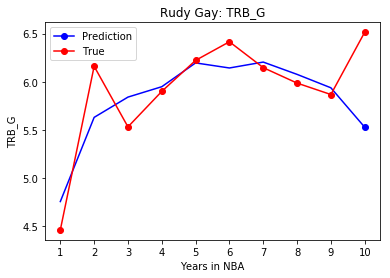 Rudy Gay: TRB_G
Prediction
True
6.5
6.0
5.5
5.0
4.5
TRB_G
1 2 3 4 5 6 7 8 9 10
Years in NBA